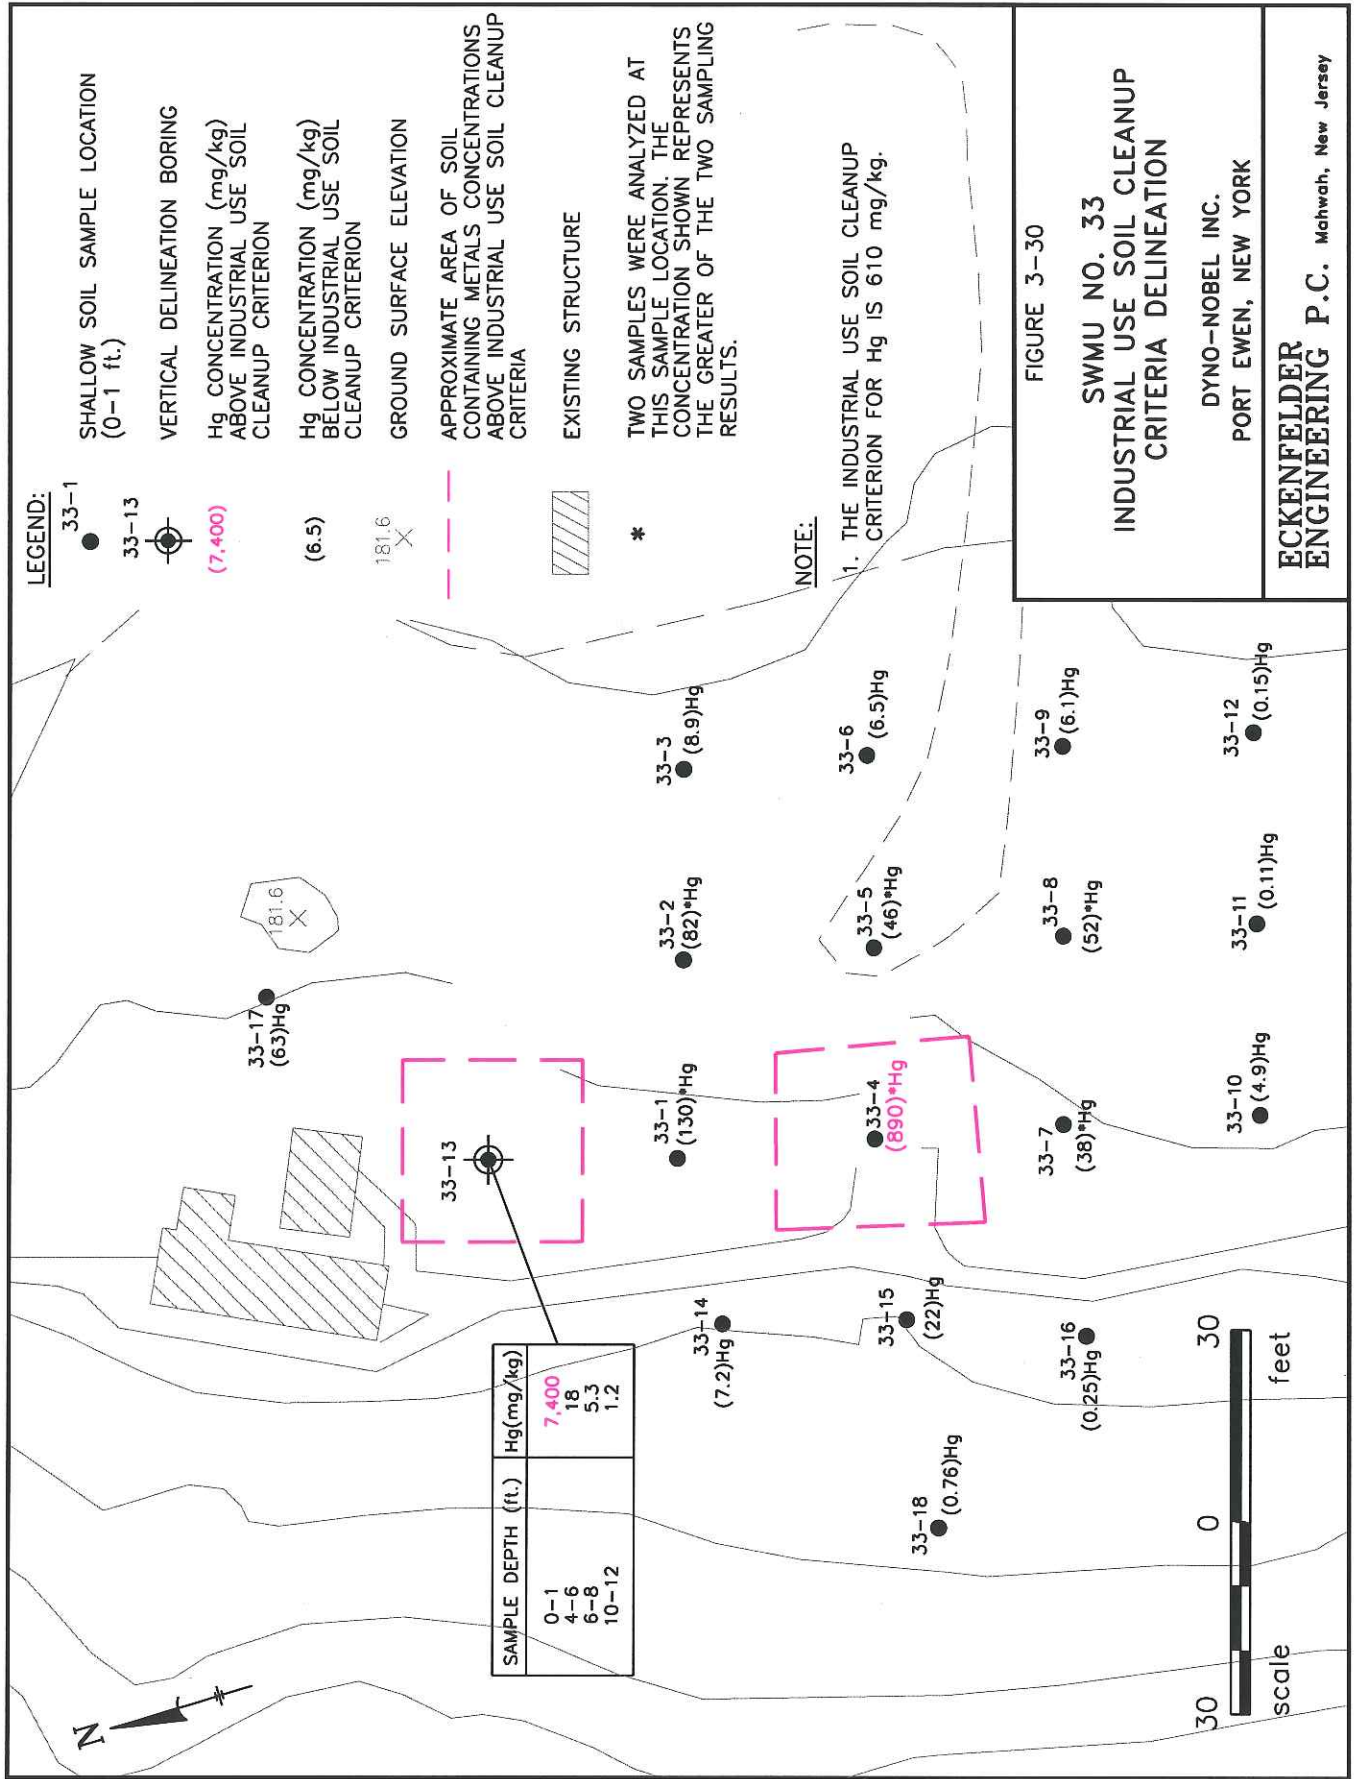 LEGEND:
33-1
SHALLOW SOIL SAMPLE LOCATION
(0-1 ft.)
33-13
VERTICAL DELINEATION BORING
(7,400)
Hg CONCENTRATION (mg/kg)
ABOVE INDUSTRIAL USE SOIL
CLEANUP CRITERION
(6.5)
Hg CONCENTRATION (mg/kg)
BELOW INDUSTRIAL USE SOIL
CLEANUP CRITERION
181.6
GROUND SURFACE ELEVATION
APPROXIMATE AREA OF SOIL
CONTAINING METALS CONCENTRATIONS
ABOVE INDUSTRIAL USE SOIL CLEANUP
CRITERIA
EXISTING STRUCTURE
*
TWO SAMPLES WERE ANALYZED AT
THIS SAMPLE LOCATION. THE
CONCENTRATION SHOWN REPRESENTS
THE GREATER OF THE TWO SAMPLING
RESULTS.
NOTE:
1. THE INDUSTRIAL USE SOIL CLEANUP
CRITERION FOR Hg IS 610 mg/kg.
N
181.6
33-17
(63)Hg
33-13
SAMPLE DEPTH (ft.) Hg(mg/kg)
0-1 7,400
4-6 18
6-8 5.3
10-12 1.2
33-1
(130)*Hg
33-2
(82)*Hg
33-3
(8.9)Hg
33-14
(7.2)Hg
33-4
(890)*Hg
33-5
(46)*Hg
33-6
(6.5)Hg
33-15
(22)Hg
33-18
(0.76)Hg
33-16
(0.25)Hg
33-7
(38)*Hg
33-8
(52)*Hg
33-9
(6.1)Hg
33-10
(4.9)Hg
33-11
(0.11)Hg
33-12
(0.15)Hg
30 0 30
scale feet
FIGURE 3-30
SWMU NO. 33
INDUSTRIAL USE SOIL CLEANUP
CRITERIA DELINEATION
DYNO-NOBEL INC.
PORT EWEN, NEW YORK
ECKENFELDER
ENGINEERING P.C. Mahwah, New Jersey